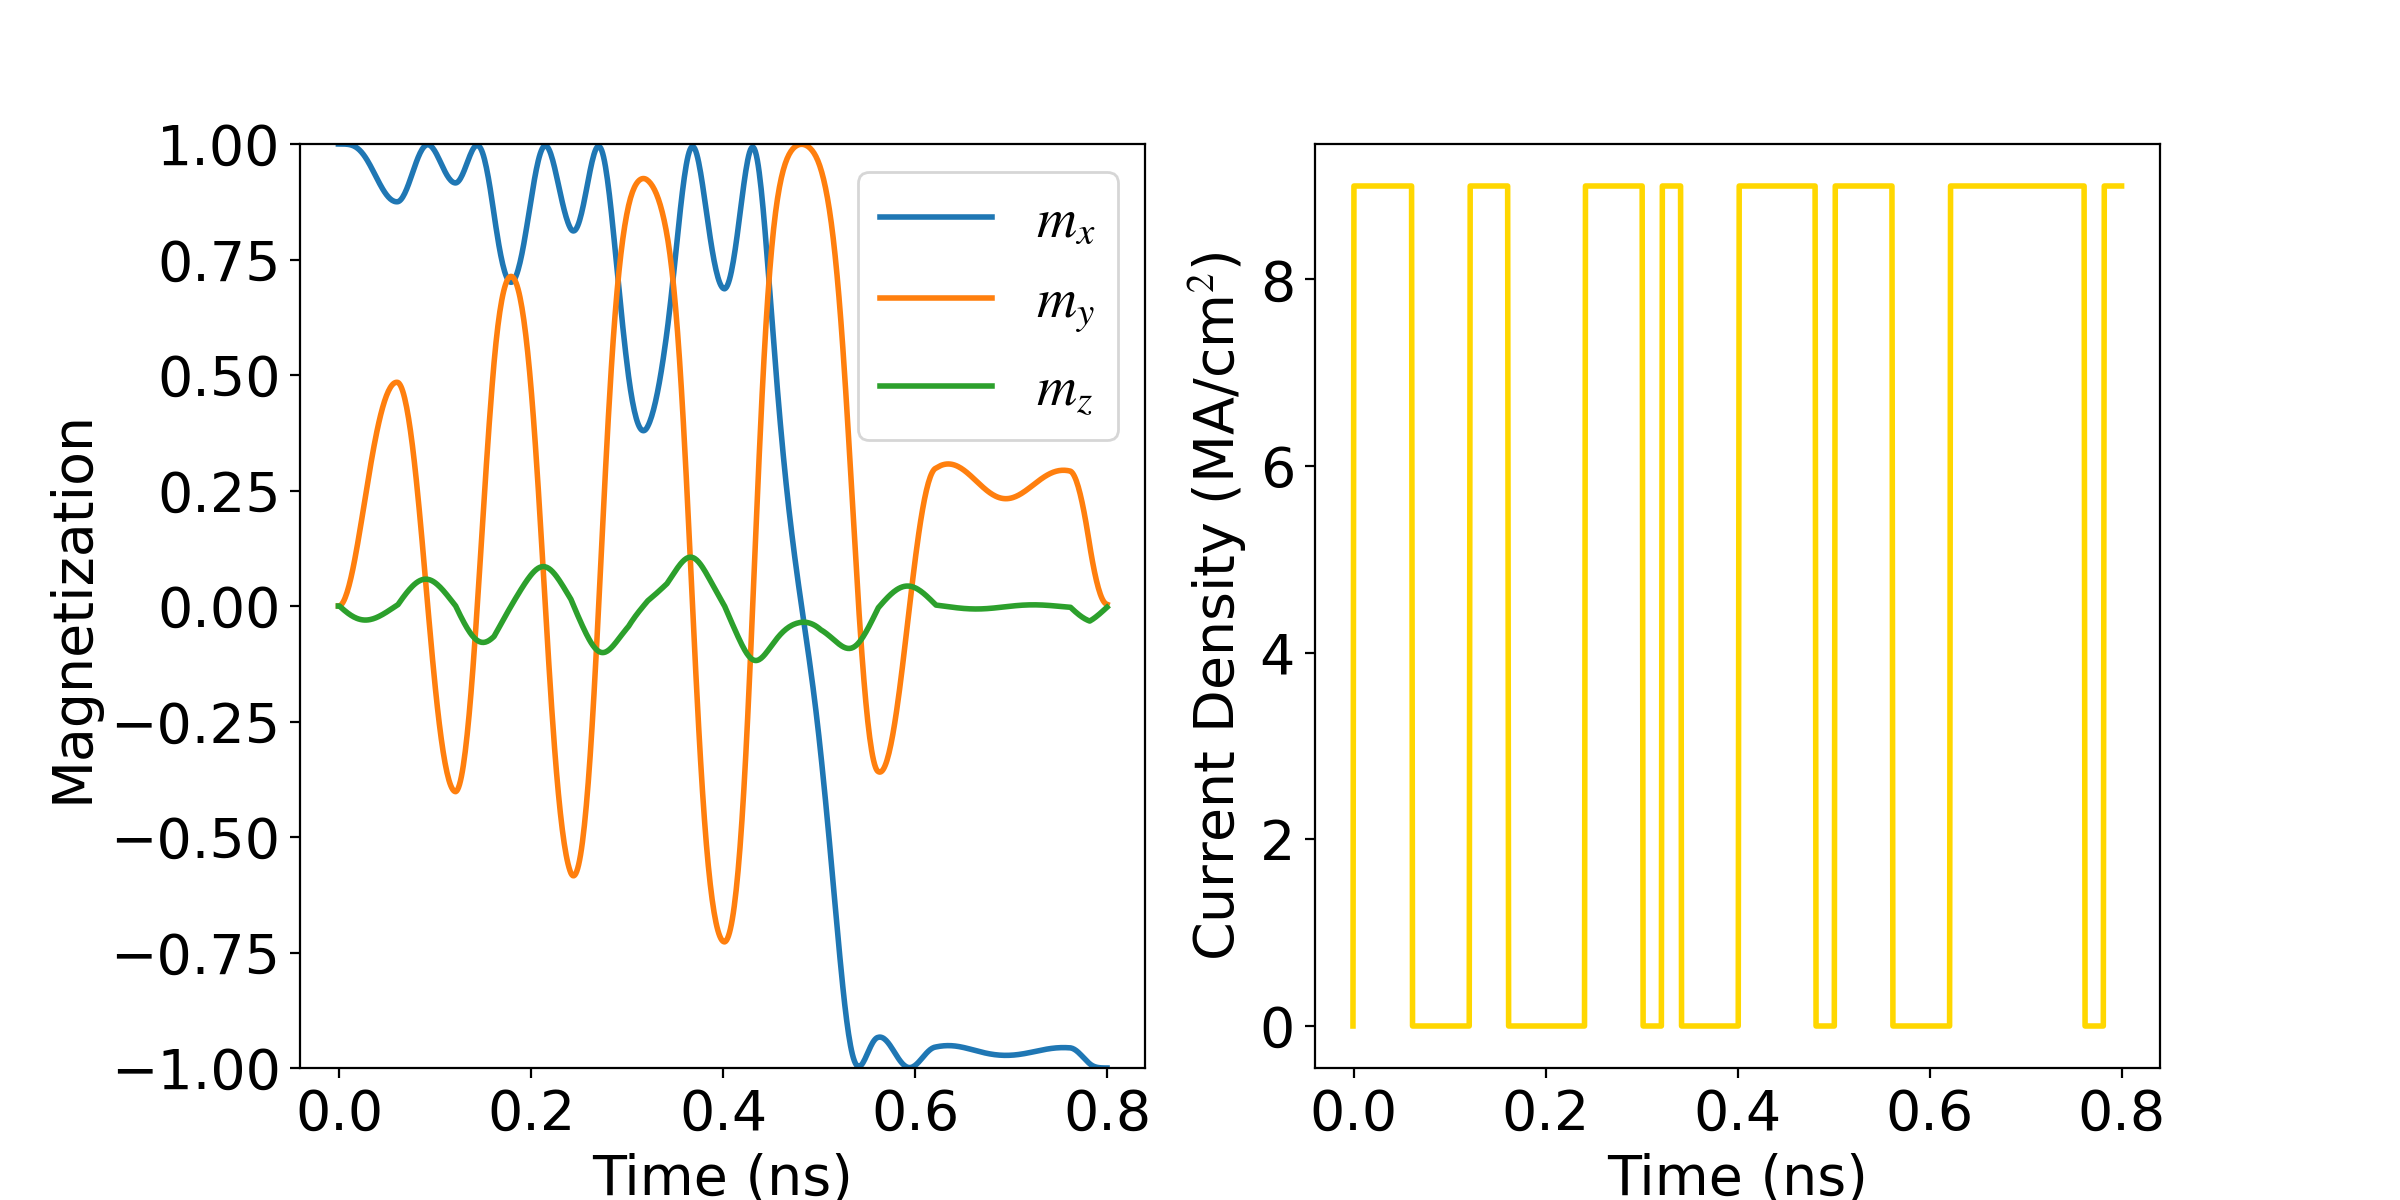 1.00
0.75
0.50
0.25
0.00
−0.25
−0.50
−0.75
−1.00
0.0 0.2 0.4 0.6 0.8
Time (ns)
Magnetization
m_x
m_y
m_z
8
6
4
2
0
0.0 0.2 0.4 0.6 0.8
Time (ns)
Current Density (MA/cm²)